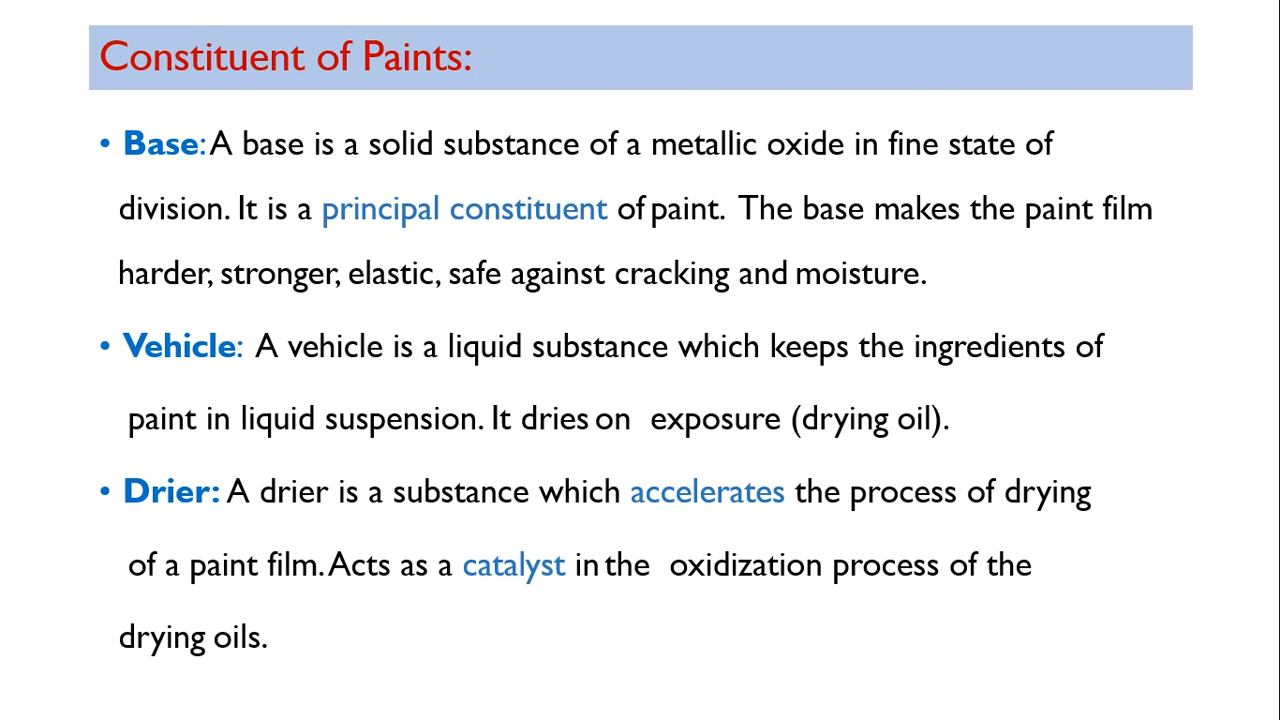 Constituent of Paints:
• Base: A base is a solid substance of a metallic oxide in fine state of
division. It is a principal constituent of paint. The base makes the paint film
harder, stronger, elastic, safe against cracking and moisture.
• Vehicle: A vehicle is a liquid substance which keeps the ingredients of
paint in liquid suspension. It dries on exposure (drying oil).
• Drier: A drier is a substance which accelerates the process of drying
of a paint film. Acts as a catalyst in the oxidization process of the
drying oils.